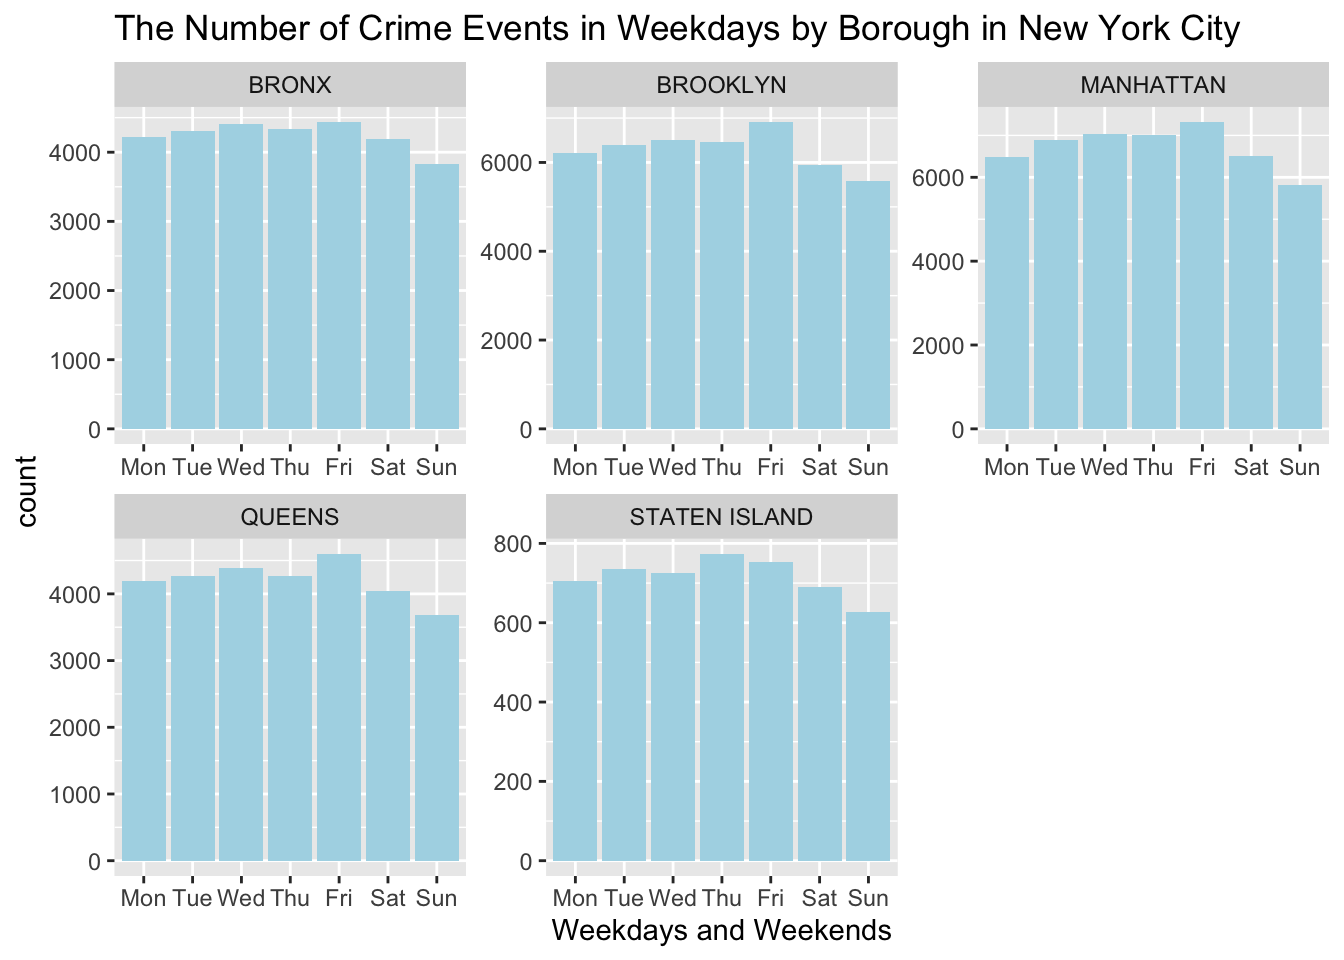 The Number of Crime Events in Weekdays by Borough in New York City
BRONX
BROOKLYN
MANHATTAN
4000
3000
2000
1000
0
6000
4000
2000
0
6000
4000
2000
0
Mon Tue Wed Thu Fri Sat Sun
Mon Tue Wed Thu Fri Sat Sun
Mon Tue Wed Thu Fri Sat Sun
count
QUEENS
STATEN ISLAND
4000
3000
2000
1000
0
800
600
400
200
0
Mon Tue Wed Thu Fri Sat Sun
Mon Tue Wed Thu Fri Sat Sun
Weekdays and Weekends